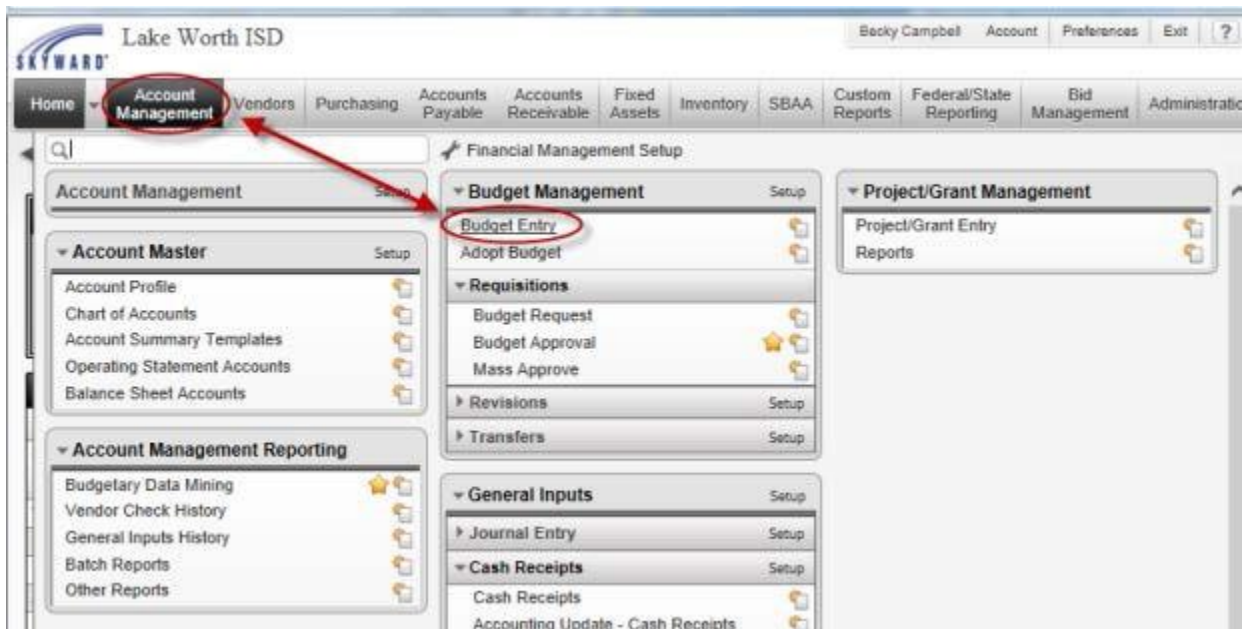 Lake Worth ISD
SKYWARD
Becky Campbell Account Preferences Exit ?
Home Account Management Vendors Purchasing Accounts Payable Accounts Receivable Fixed Assets Inventory SBAA Custom Reports Federal/State Reporting Bid Management
Financial Management Setup
Account Management Setup
Account Master Setup
Account Profile
Chart of Accounts
Account Summary Templates
Operating Statement Accounts
Balance Sheet Accounts
Account Management Reporting
Budgetary Data Mining
Vendor Check History
General Inputs History
Batch Reports
Other Reports
Budget Management Setup
Budget Entry
Adopt Budget
Requisitions
Budget Request
Budget Approval
Mass Approve
Revisions Setup
Transfers Setup
General Inputs Setup
Journal Entry Setup
Cash Receipts Setup
Cash Receipts
Accounting Update - Cash Receipts
Project/Grant Management
Project/Grant Entry
Reports